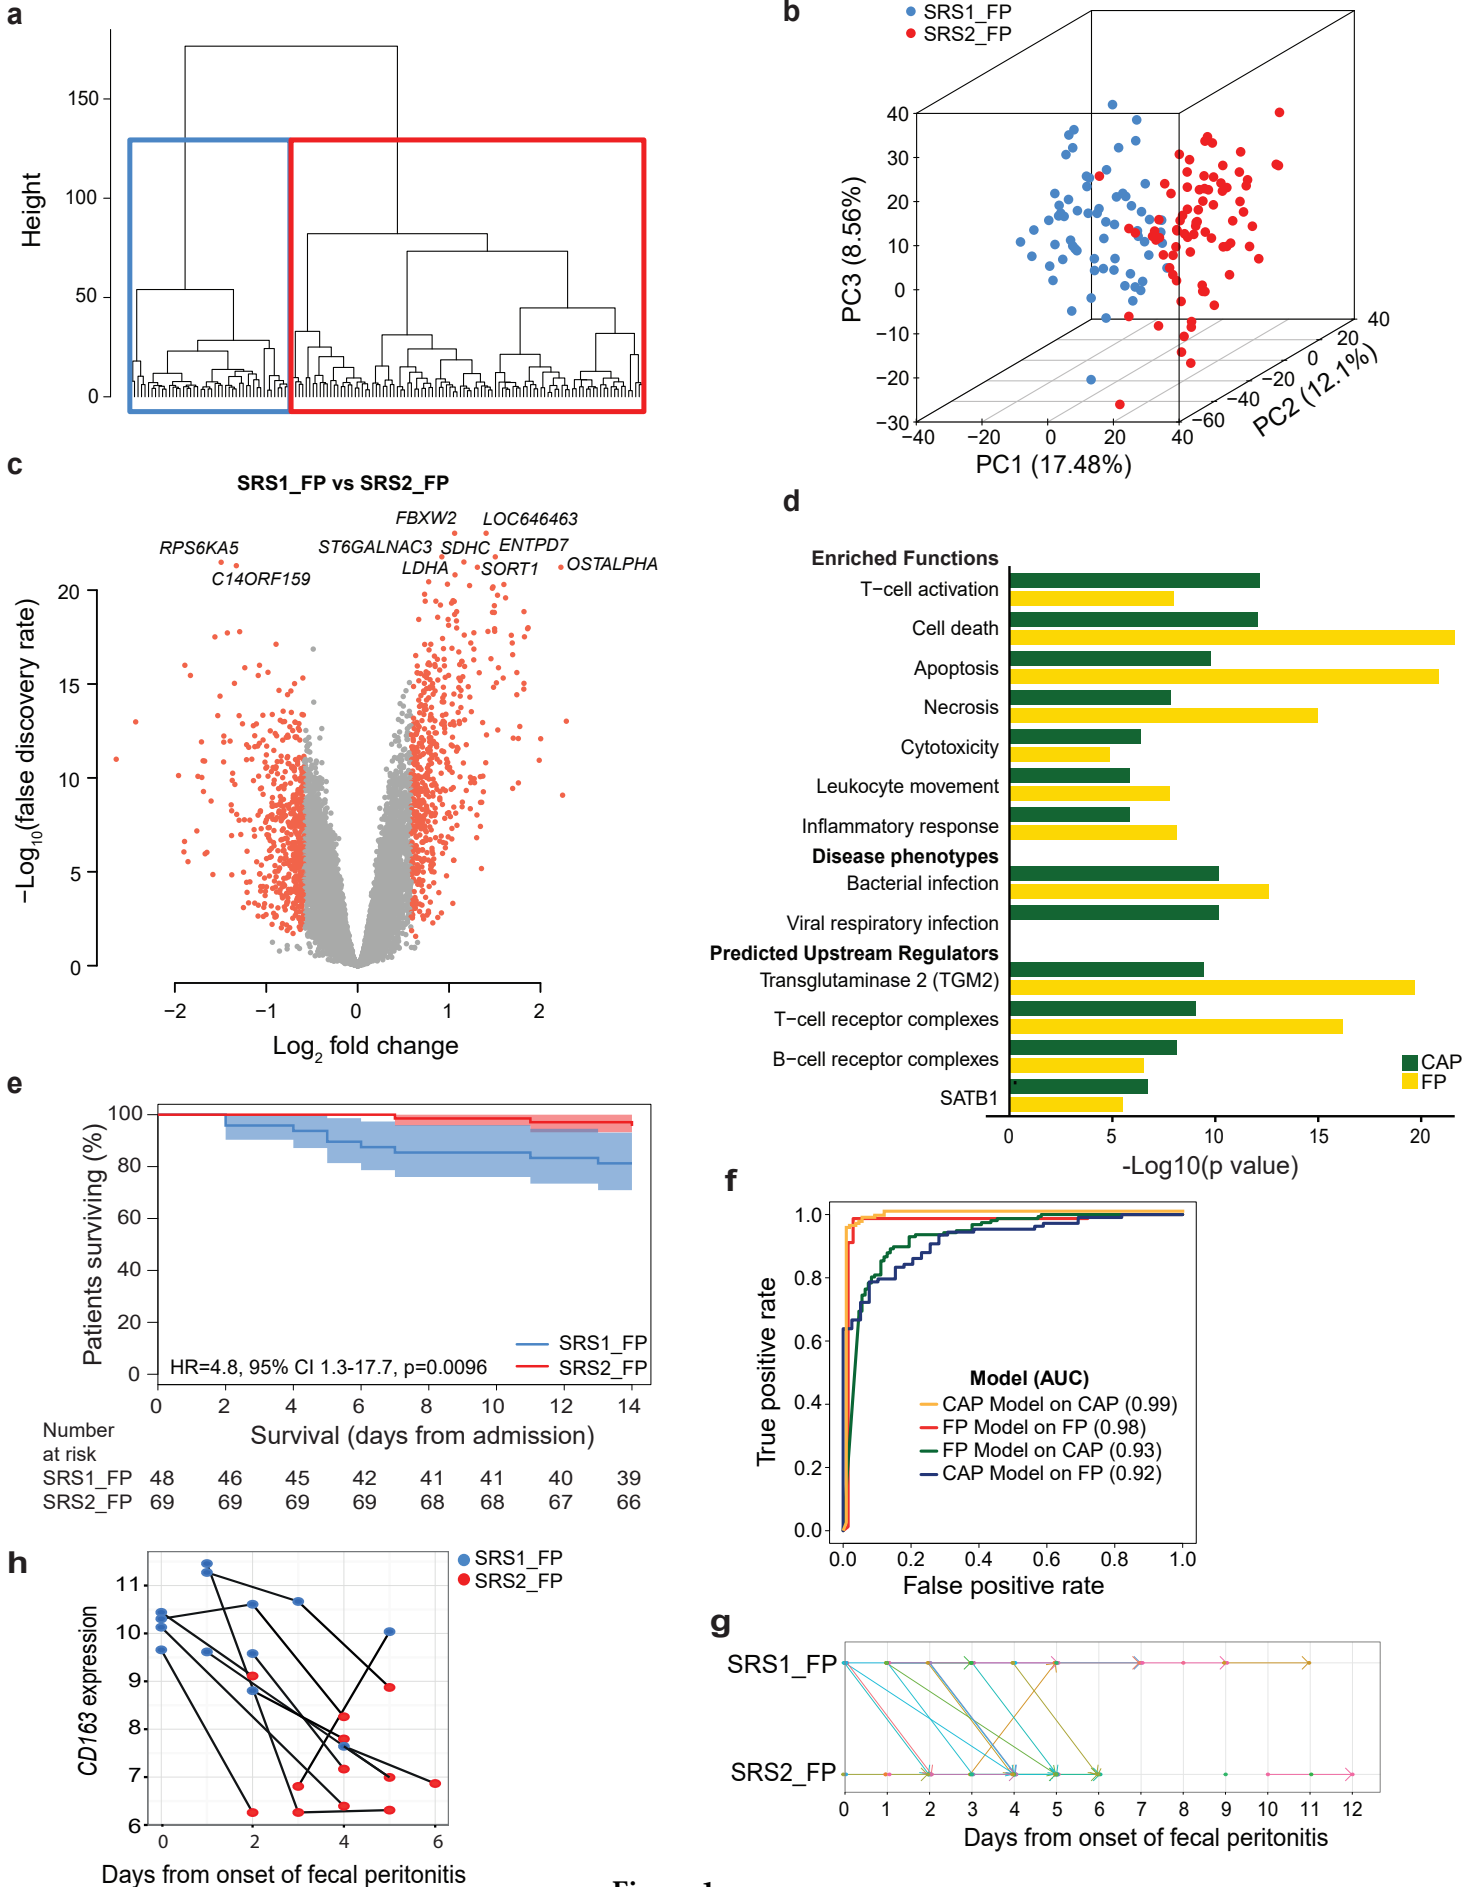 a
150
100
50
0
Height
b
SRS1_FP
SRS2_FP
40
30
20
10
0
−10
−20
−30
PC3 (8.56%)
−40
−20
0
20
40
PC1 (17.48%)
−60
−40
−20
0
20
40
PC2 (12.1%)
c
SRS1_FP vs SRS2_FP
FBXW2
LOC646463
RPS6KA5
ST6GALNAC3
SDHC
ENTPD7
C14ORF159
LDHA
SORT1
OSTALPHA
20
15
10
5
0
−Log10(false discovery rate)
−2
−1
0
1
2
Log2 fold change
d
Enriched Functions
T−cell activation
Cell death
Apoptosis
Necrosis
Cytotoxicity
Leukocyte movement
Inflammatory response
Disease phenotypes
Bacterial infection
Viral respiratory infection
Predicted Upstream Regulators
Transglutaminase 2 (TGM2)
T−cell receptor complexes
B−cell receptor complexes
SATB1
CAP
FP
0
5
10
15
20
-Log10(p value)
e
100
80
60
40
20
0
Patients surviving (%)
SRS1_FP
SRS2_FP
HR=4.8, 95% CI 1.3-17.7, p=0.0096
0 2 4 6 8 10 12 14
Survival (days from admission)
Number
at risk
SRS1_FP 48 46 45 42 41 41 40 39
SRS2_FP 69 69 69 69 68 68 67 66
f
1.0
0.8
0.6
0.4
0.2
0.0
True positive rate
Model (AUC)
CAP Model on CAP (0.99)
FP Model on FP (0.98)
FP Model on CAP (0.93)
CAP Model on FP (0.92)
0.0 0.2 0.4 0.6 0.8 1.0
False positive rate
h
SRS1_FP
SRS2_FP
11
10
9
8
7
6
CD163 expression
0 2 4 6
Days from onset of fecal peritonitis
g
SRS1_FP
SRS2_FP
0 1 2 3 4 5 6 7 8 9 10 11 12
Days from onset of fecal peritonitis